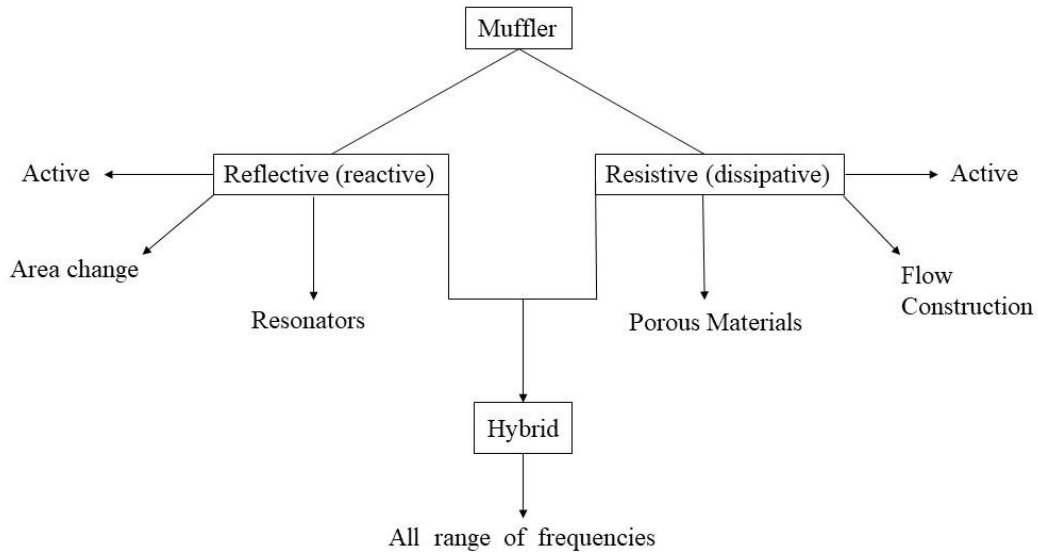 Muffler
Active
Reflective (reactive)
Resistive (dissipative)
Active
Area change
Resonators
Porous Materials
Flow
Construction
Hybrid
All range of frequencies